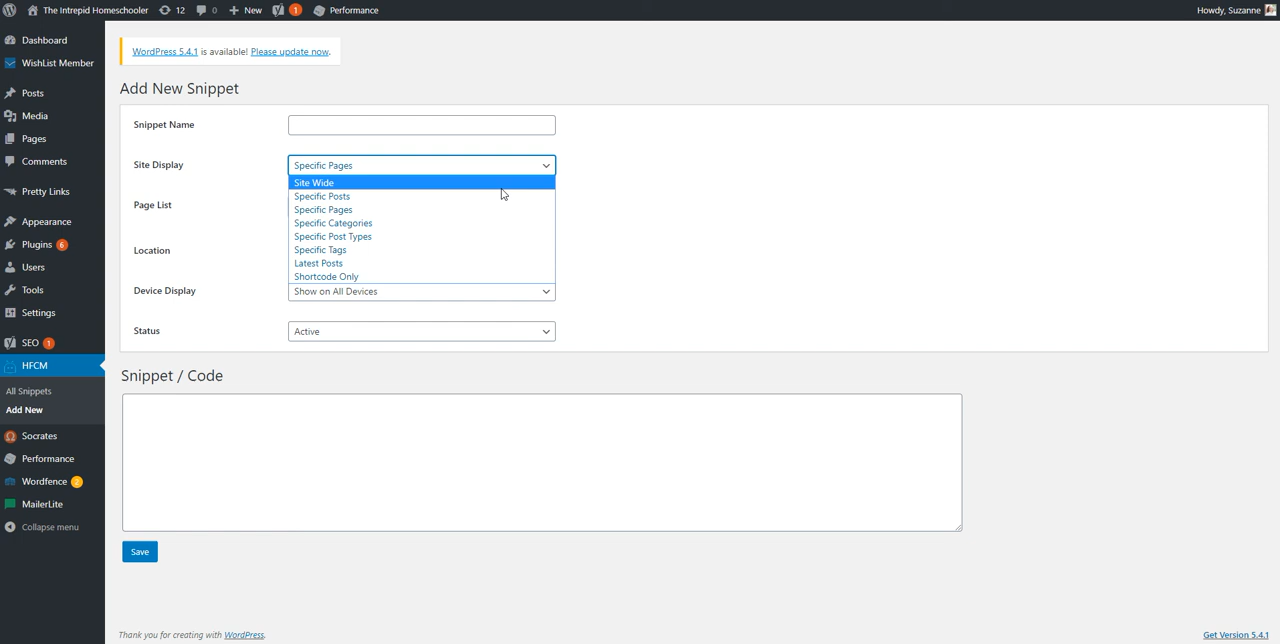 The Intrepid Homeschooler 12 0 New 1 Performance Howdy, Suzanne
Dashboard
WishList Member
Posts
Media
Pages
Comments
Pretty Links
Appearance
Plugins 6
Users
Tools
Settings
SEO 1
HFCM
All Snippets
Add New
Socrates
Performance
Wordfence 2
MailerLite
Collapse menu
WordPress 5.4.1 is available! Please update now.
Add New Snippet
Snippet Name
Site Display Specific Pages
Site Wide
Specific Posts
Page List
Specific Pages
Specific Categories
Specific Post Types
Location
Specific Tags
Latest Posts
Shortcode Only
Device Display Show on All Devices
Status Active
Snippet / Code
Save
Thank you for creating with WordPress.
Get Version 5.4.1